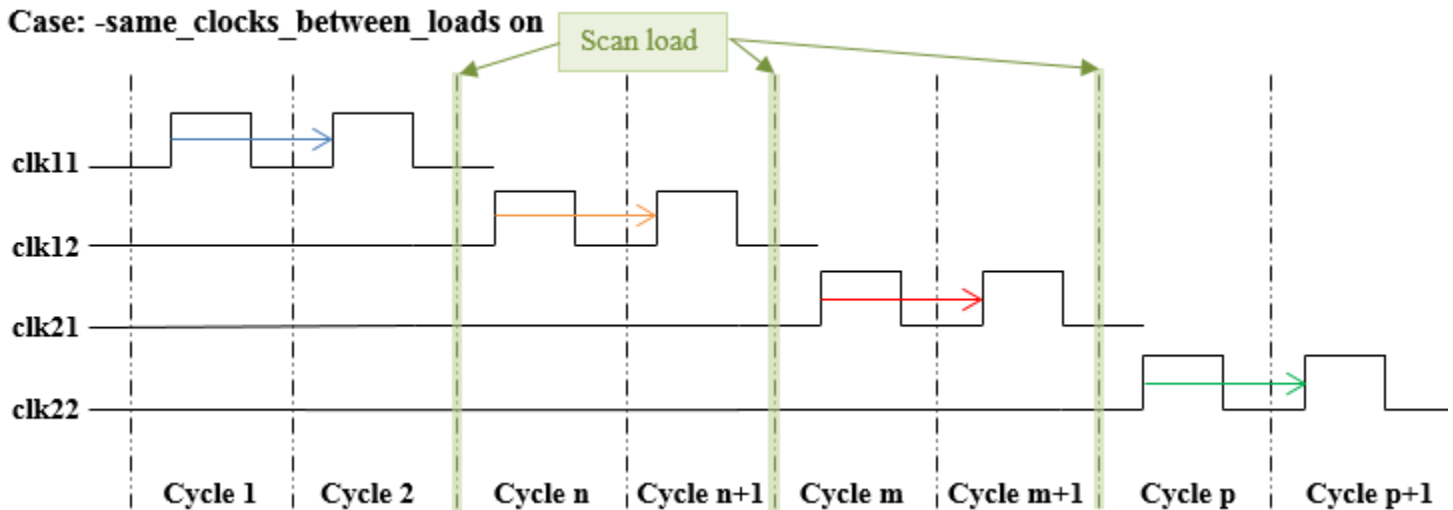 Case: -same_clocks_between_loads on
Scan load
clk11
clk12
clk21
clk22
Cycle 1
Cycle 2
Cycle n
Cycle n+1
Cycle m
Cycle m+1
Cycle p
Cycle p+1